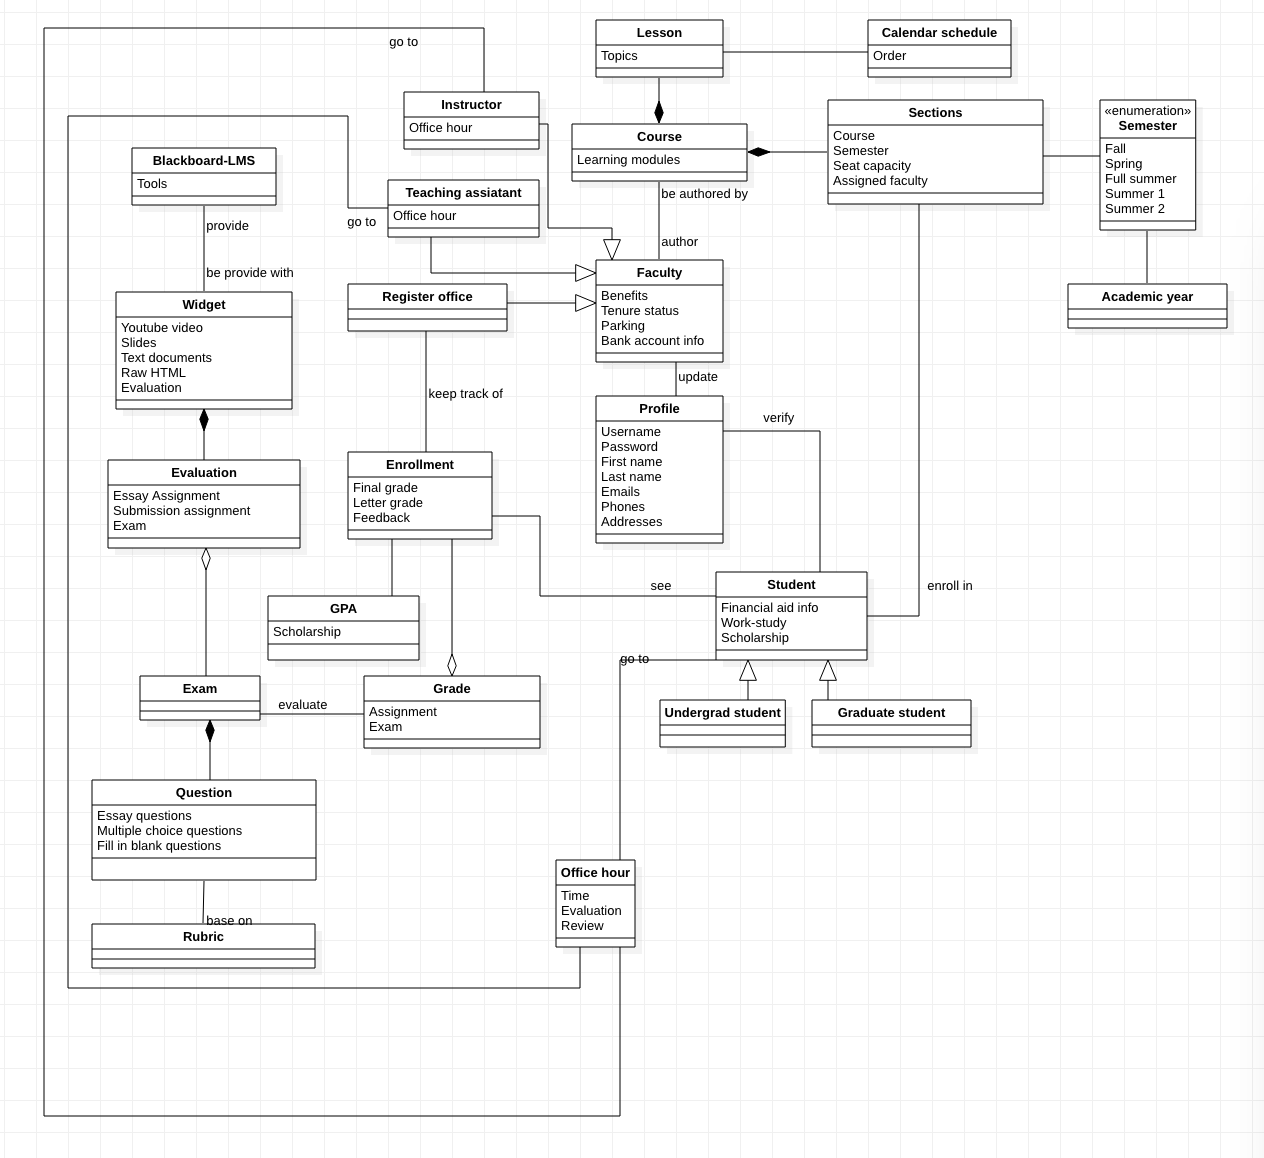 go to
Lesson
Topics
Calendar schedule
Order
Instructor
Office hour
Course
Learning modules
Sections
Course
Semester
Seat capacity
Assigned faculty
«enumeration»
Semester
Fall
Spring
Full summer
Summer 1
Summer 2
Blackboard-LMS
Tools
Teaching assiatant
Office hour
go to
be authored by
author
provide
be provide with
Faculty
Benefits
Tenure status
Parking
Bank account info
Register office
Academic year
Widget
Youtube video
Slides
Text documents
Raw HTML
Evaluation
update
keep track of
Profile
Username
Password
First name
Last name
Emails
Phones
Addresses
verify
Evaluation
Essay Assignment
Submission assignment
Exam
Enrollment
Final grade
Letter grade
Feedback
see
enroll in
Student
Financial aid info
Work-study
Scholarship
GPA
Scholarship
go to
Exam
evaluate
Grade
Assignment
Exam
Undergrad student
Graduate student
Question
Essay questions
Multiple choice questions
Fill in blank questions
Office hour
Time
Evaluation
Review
base on
Rubric